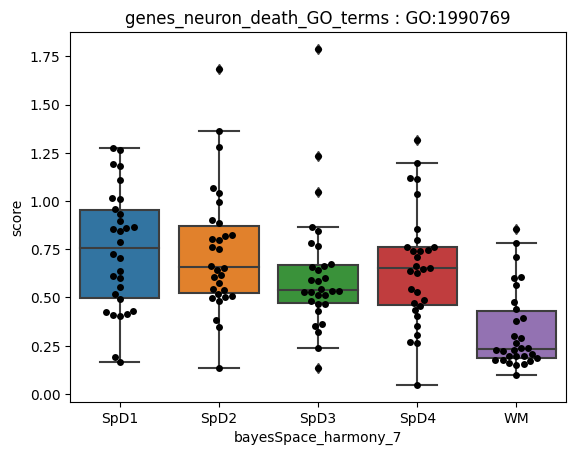 genes_neuron_death_GO_terms : GO:1990769
score
1.75
1.50
1.25
1.00
0.75
0.50
0.25
0.00
SpD1 SpD2 SpD3 SpD4 WM
bayesSpace_harmony_7